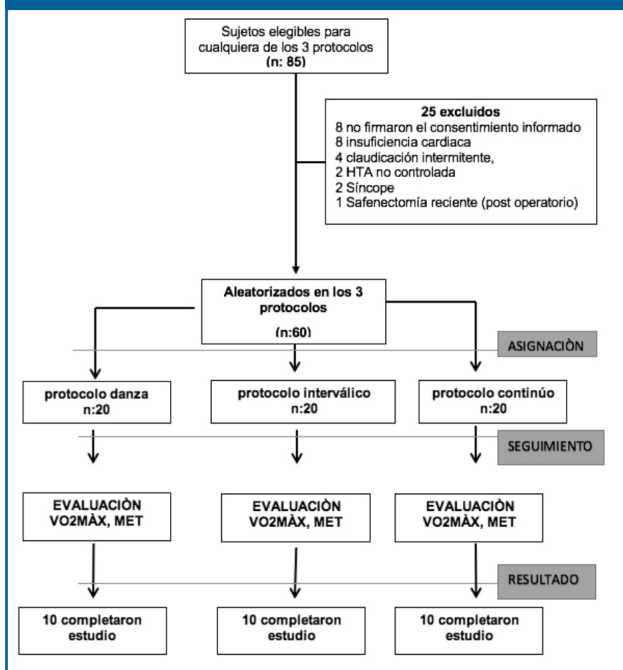 Sujetos elegibles para
cualquiera de los 3 protocolos
(n: 85)
25 excluidos
8 no firmaron el consentimiento informado
8 insuficiencia cardiaca
4 claudicación intermitente,
2 HTA no controlada
2 Síncope
1 Safenectomía reciente (post operatorio)
Aleatorizados en los 3
protocolos
(n:60)
ASIGNACIÒN
protocolo danza
n:20
protocolo interválico
n:20
protocolo continúo
n:20
SEGUIMIENTO
EVALUACIÒN
VO2MÀX, MET
EVALUACIÒN
VO2MÀX, MET
EVALUACIÒN
VO2MÀX, MET
RESULTADO
10 completaron
estudio
10 completaron
estudio
10 completaron
estudio